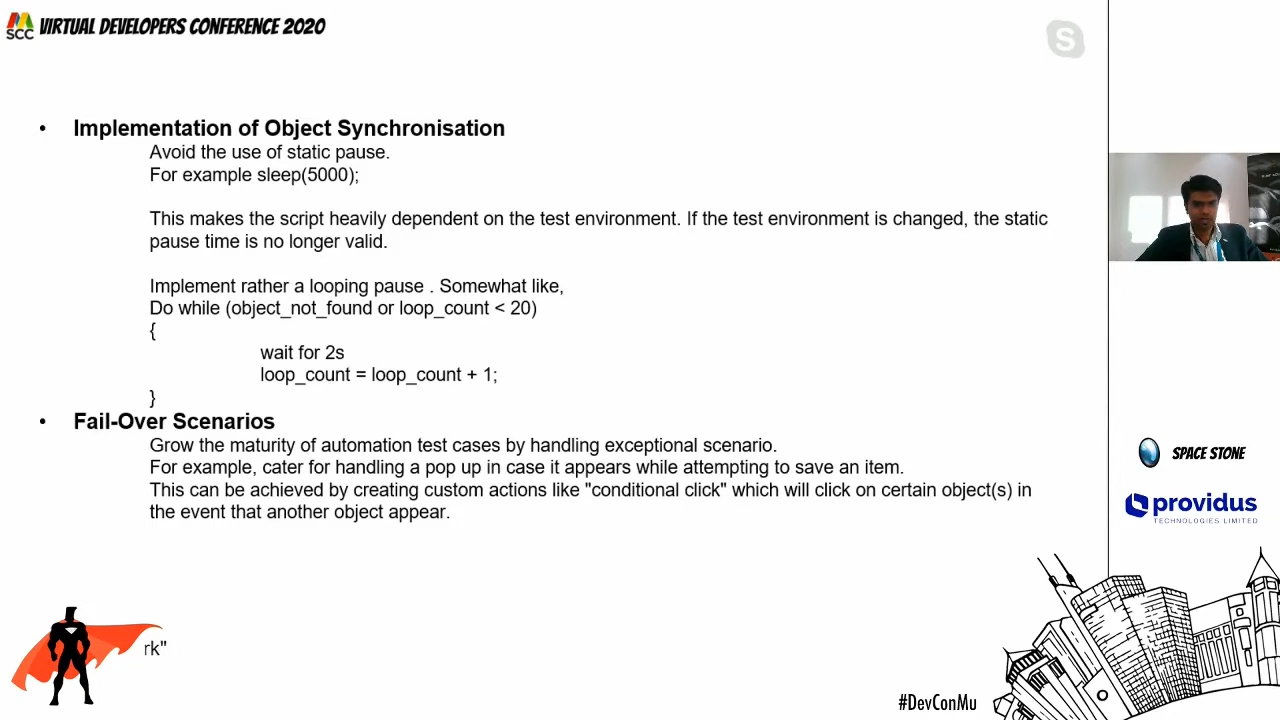 SCC VIRTUAL DEVELOPERS CONFERENCE 2020
S
• Implementation of Object Synchronisation
Avoid the use of static pause.
For example sleep(5000);
This makes the script heavily dependent on the test environment. If the test environment is changed, the static
pause time is no longer valid.
Implement rather a looping pause . Somewhat like,
Do while (object_not_found or loop_count < 20)
{
wait for 2s
loop_count = loop_count + 1;
}
• Fail-Over Scenarios
Grow the maturity of automation test cases by handling exceptional scenario.
For example, cater for handling a pop up in case it appears while attempting to save an item.
This can be achieved by creating custom actions like "conditional click" which will click on certain object(s) in
the event that another object appear.
SPACE STONE
providus
TECHNOLOGIES LIMITED
rk"
#DevConMu